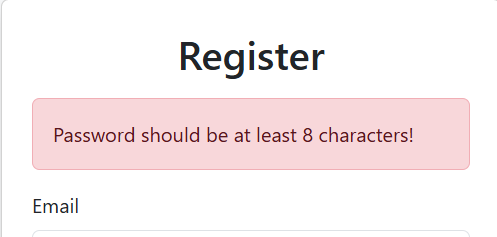 Register
Password should be at least 8 characters!
Email